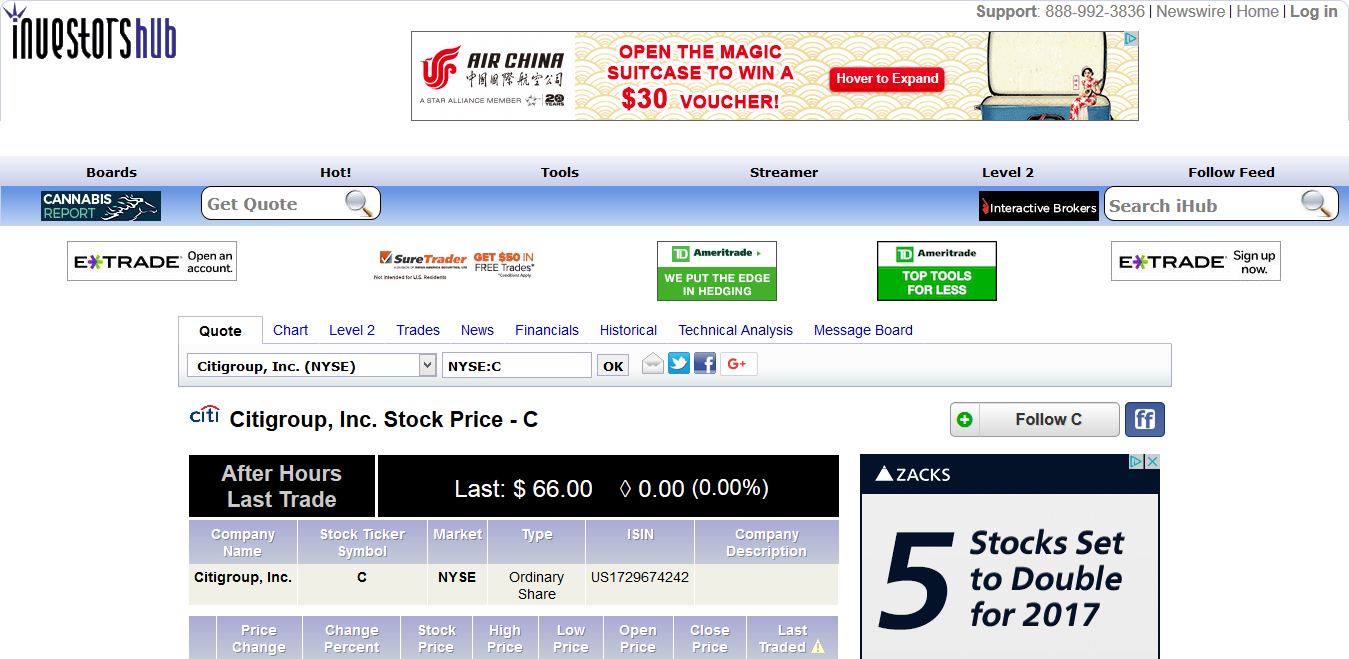 Support: 888-992-3836 | Newswire | Home | Log in
investorshub
AIR CHINA
中国國際航空公司
A STAR ALLIANCE MEMBER
20 YEARS
OPEN THE MAGIC
SUITCASE TO WIN A
$30 VOUCHER!
Hover to Expand
Boards Hot! Tools Streamer Level 2 Follow Feed
CANNABIS
REPORT
Get Quote
Interactive Brokers
Search iHub
E*TRADE Open an
account.
SureTrader
Not Intended for U.S. Residents
GET $50 IN
FREE Trades*
*Conditions Apply
TD Ameritrade
WE PUT THE EDGE
IN HEDGING
TD Ameritrade
TOP TOOLS
FOR LESS
E*TRADE Sign up
now.
Quote Chart Level 2 Trades News Financials Historical Technical Analysis Message Board
Citigroup, Inc. (NYSE) NYSE:C OK G+
citi Citigroup, Inc. Stock Price - C
Follow C
ff
After Hours
Last Trade
Last: $ 66.00 ◊ 0.00 (0.00%)
Company
Name
Stock Ticker
Symbol
Market
Type
ISIN
Company
Description
Citigroup, Inc. C NYSE Ordinary
Share
US1729674242
Price
Change
Change
Percent
Stock
Price
High
Price
Low
Price
Open
Price
Close
Price
Last
Traded
ZACKS
5 Stocks Set
to Double
for 2017